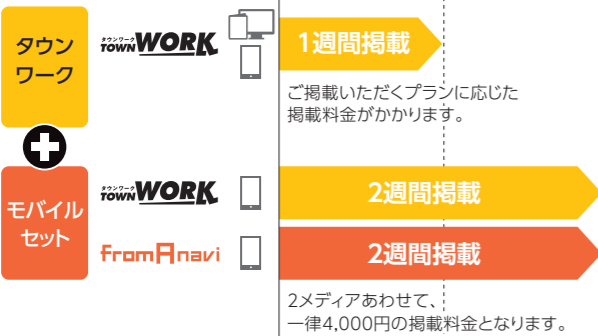 タウン
ワーク
タウンワーク
TOWNWORK
1週間掲載
ご掲載いただくプランに応じた
掲載料金がかかります。
モバイル
セット
タウンワーク
TOWNWORK
2週間掲載
fromAnavi
2週間掲載
2メディアあわせて、
一律4,000円の掲載料金となります。